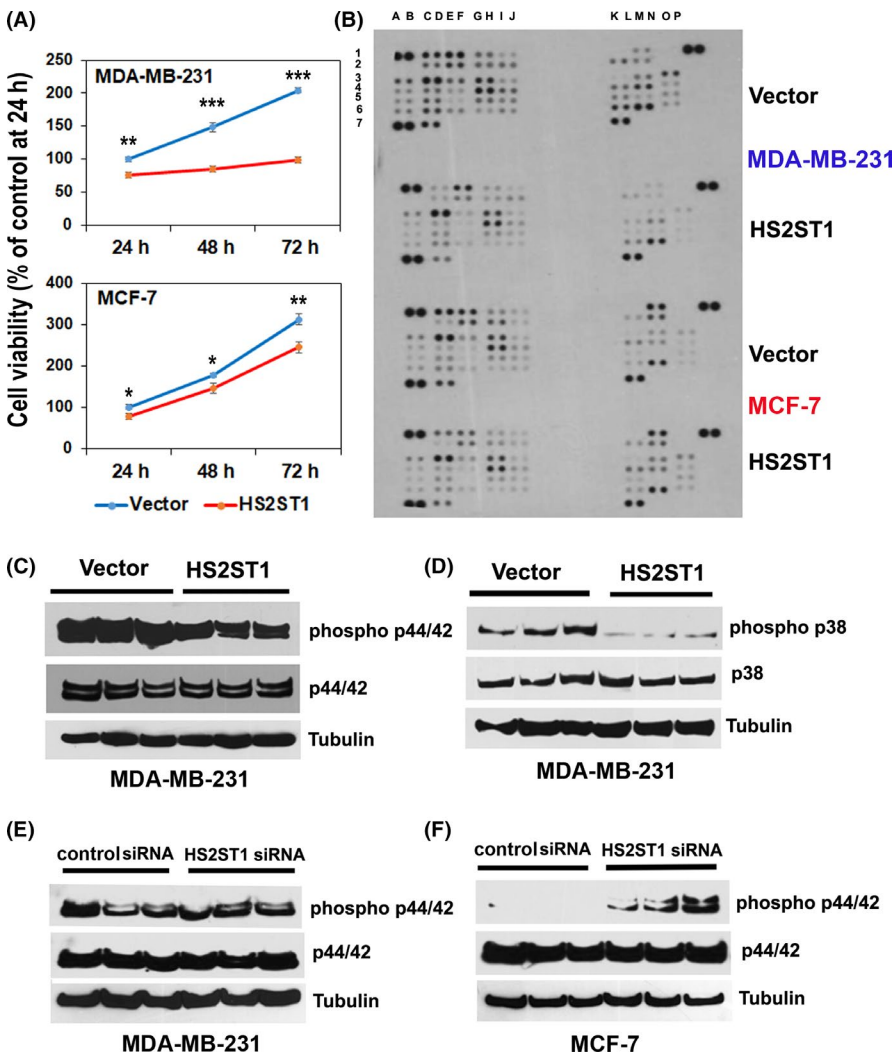 (A)
Cell viability (% of control at 24 h)
250
200
150
100
50
0
MDA-MB-231
**
***
***
24 h
48 h
72 h
400
300
200
100
0
MCF-7
*
*
**
24 h
48 h
72 h
Vector
HS2ST1
(B)
A B C D E F G H I J K L M N O P
1
2
3
4
5
6
7
Vector
MDA-MB-231
HS2ST1
Vector
MCF-7
HS2ST1
(C)
Vector HS2ST1
phospho p44/42
p44/42
Tubulin
MDA-MB-231
(D)
Vector HS2ST1
phospho p38
p38
Tubulin
MDA-MB-231
(E)
control siRNA HS2ST1 siRNA
phospho p44/42
p44/42
Tubulin
MDA-MB-231
(F)
control siRNA HS2ST1 siRNA
phospho p44/42
p44/42
Tubulin
MCF-7